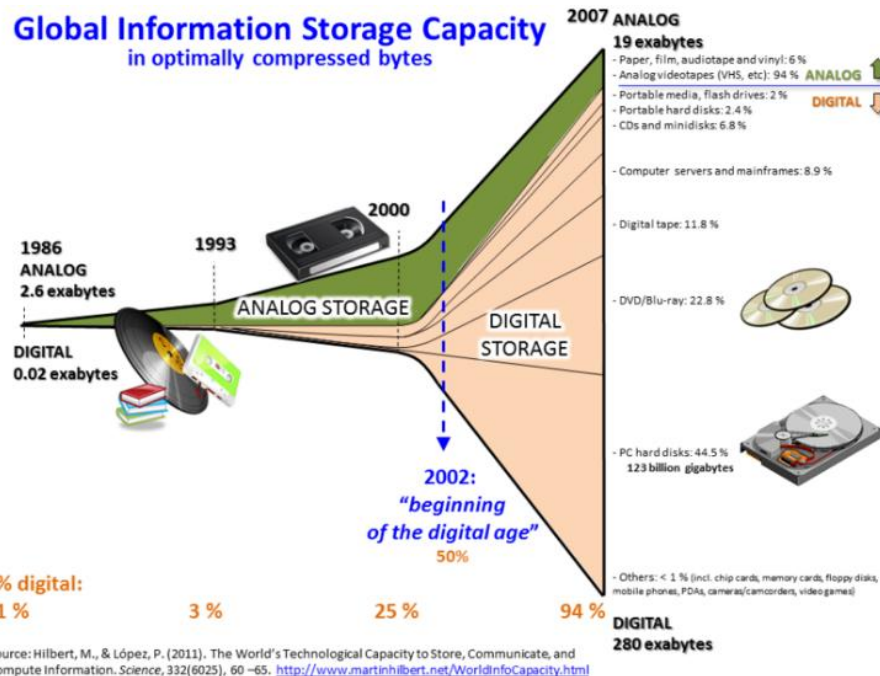 Global Information Storage Capacity
in optimally compressed bytes
2007
ANALOG
19 exabytes
- Paper, film, audiotape and vinyl: 6 %
- Analog videotapes (VHS, etc): 94 %
ANALOG
- Portable media, flash drives: 2 %
DIGITAL
- Portable hard disks: 2.4 %
- CDs and minidisks: 6.8 %
- Computer servers and mainframes: 8.9 %
- Digital tape: 11.8 %
- DVD/Blu-ray: 22.8 %
- PC hard disks: 44.5 %
123 billion gigabytes
- Others: < 1 % (incl. chip cards, memory cards, floppy disks,
mobile phones, PDAs, cameras/camcorders, video games)
DIGITAL
280 exabytes
1986
ANALOG
2.6 exabytes
DIGITAL
0.02 exabytes
1993
2000
ANALOG STORAGE
DIGITAL
STORAGE
2002:
"beginning
of the digital age"
50%
% digital:
1 %
3 %
25 %
94 %
ource: Hilbert, M., & López, P. (2011). The World's Technological Capacity to Store, Communicate, and
ompute Information. Science, 332(6025), 60 –65. http://www.martinhilbert.net/WorldInfoCapacity.html